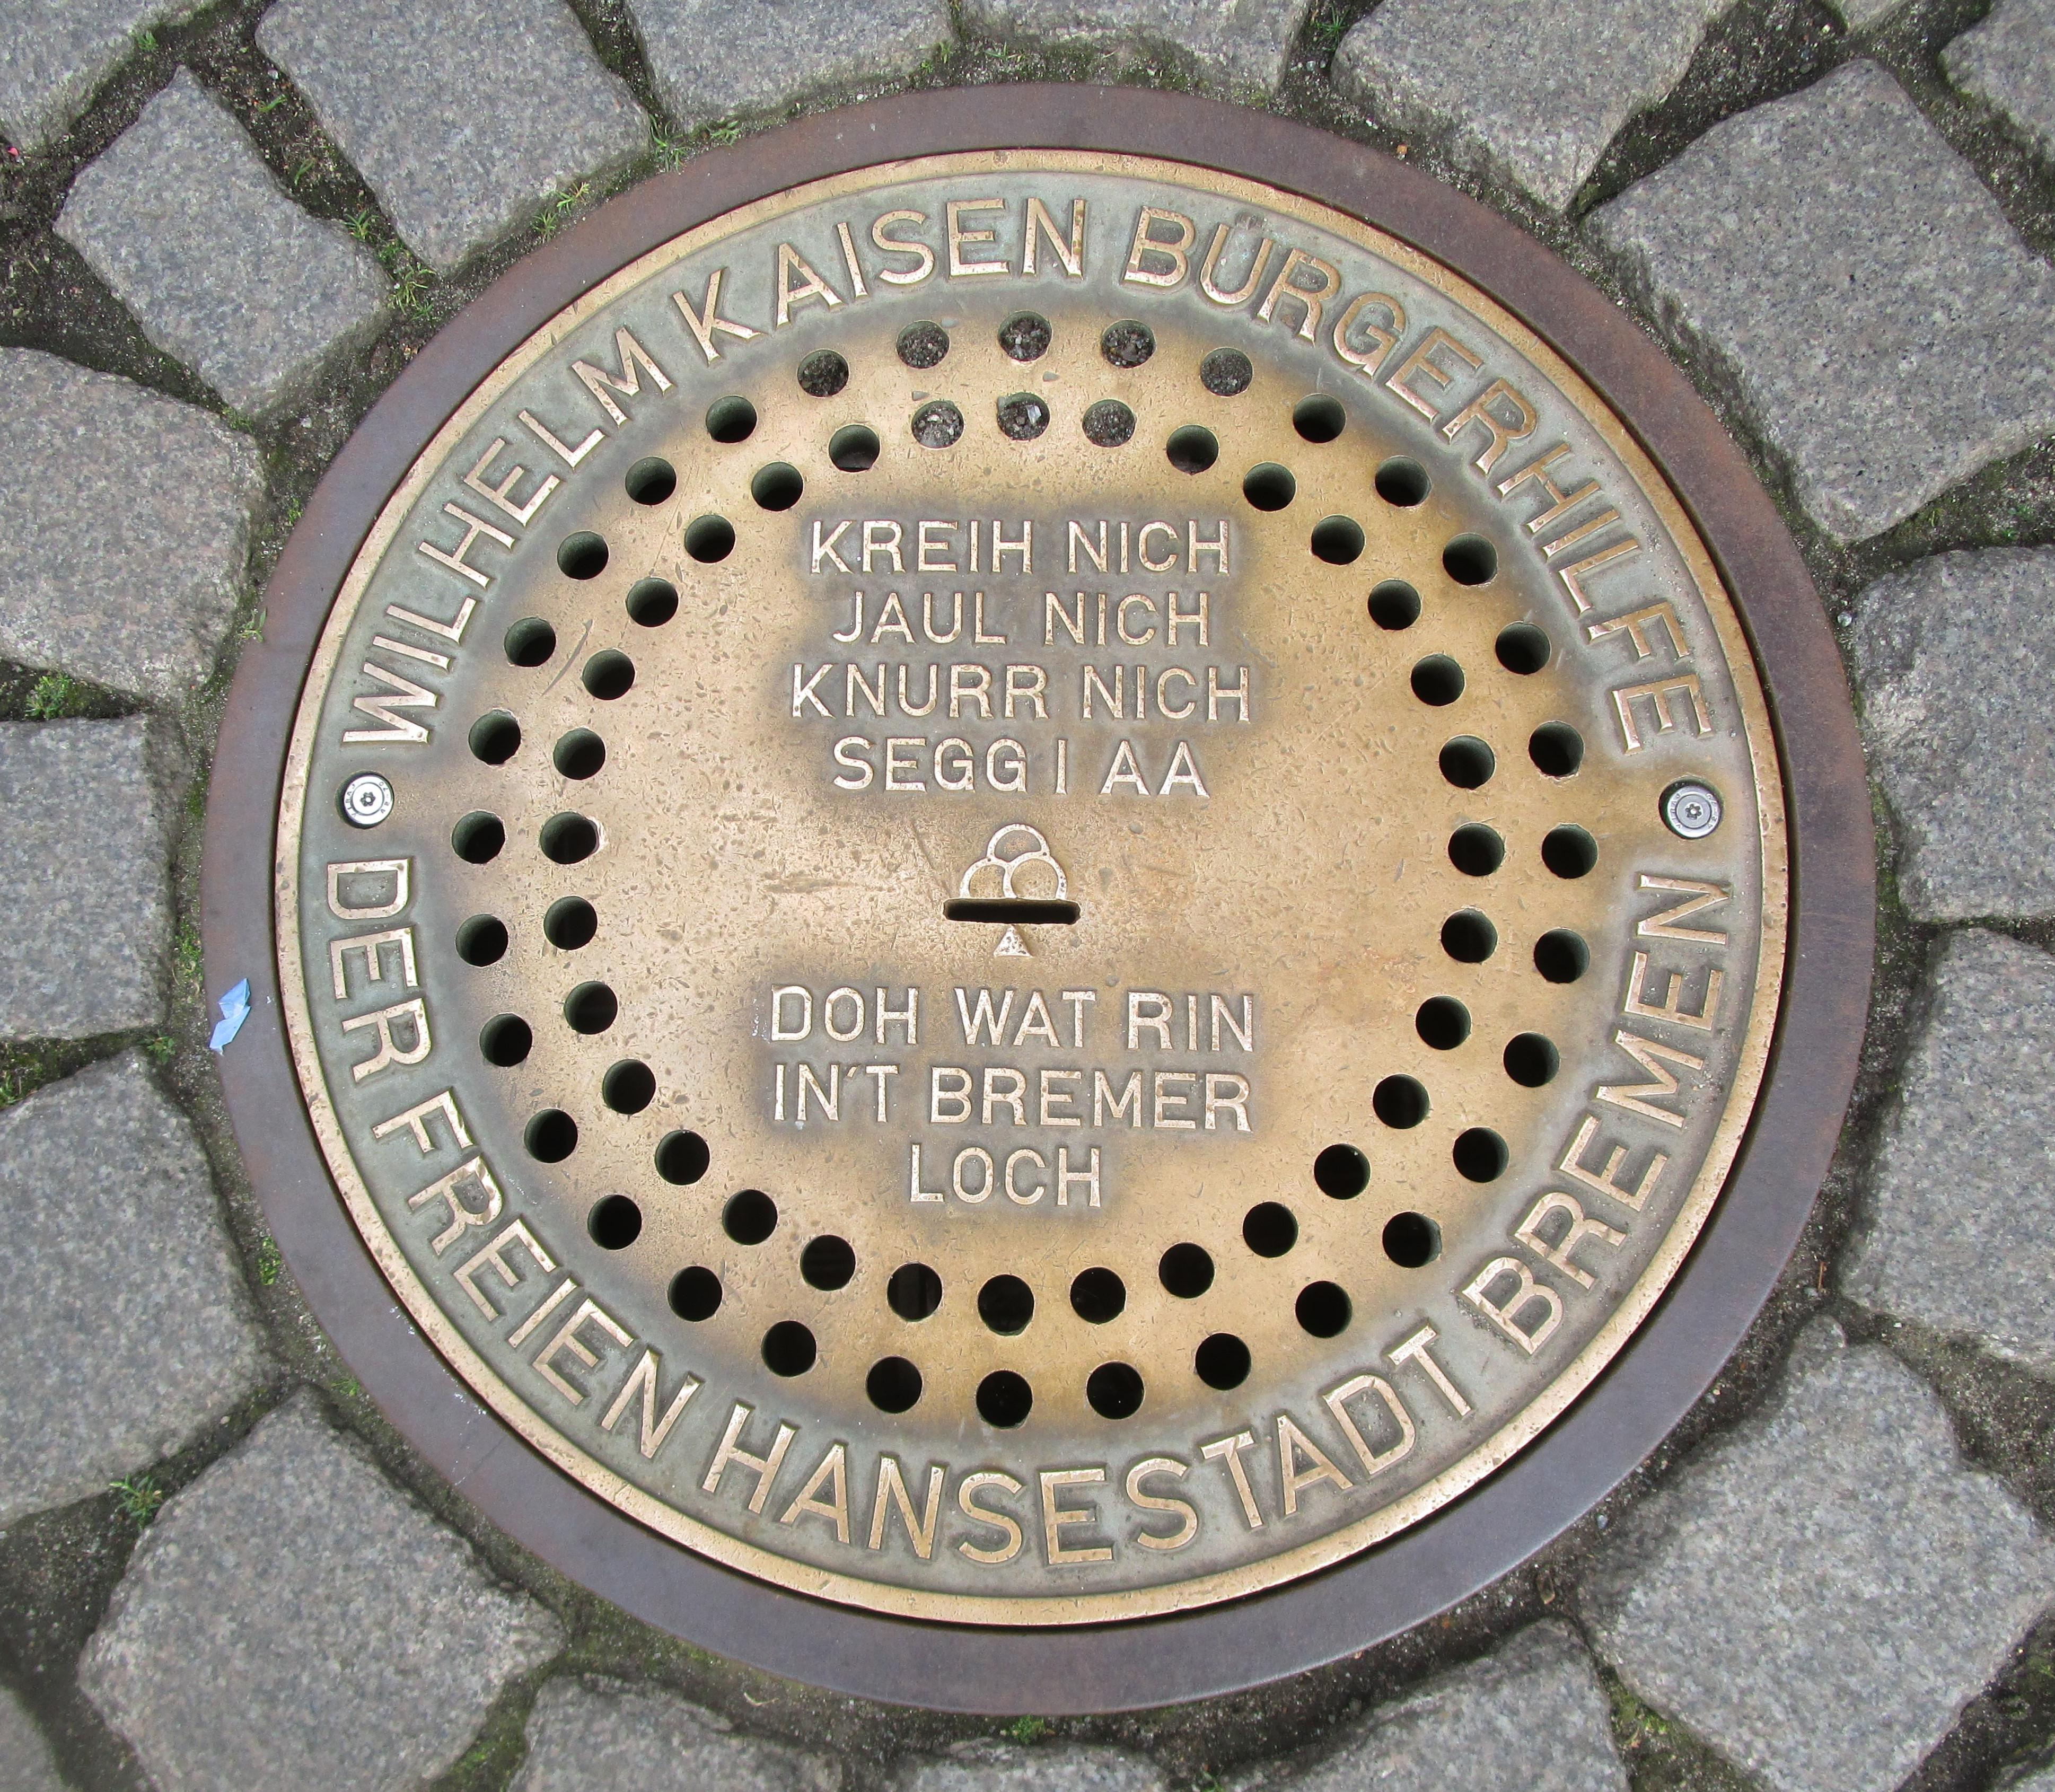 WILHELM KAISEN BÜRGERHILFE
KREIH NICH
JAUL NICH
KNURR NICH
SEGG I AA
DOH WAT RIN
IN'T BREMER
LOCH
DER FREIEN HANSESTADT BREMEN